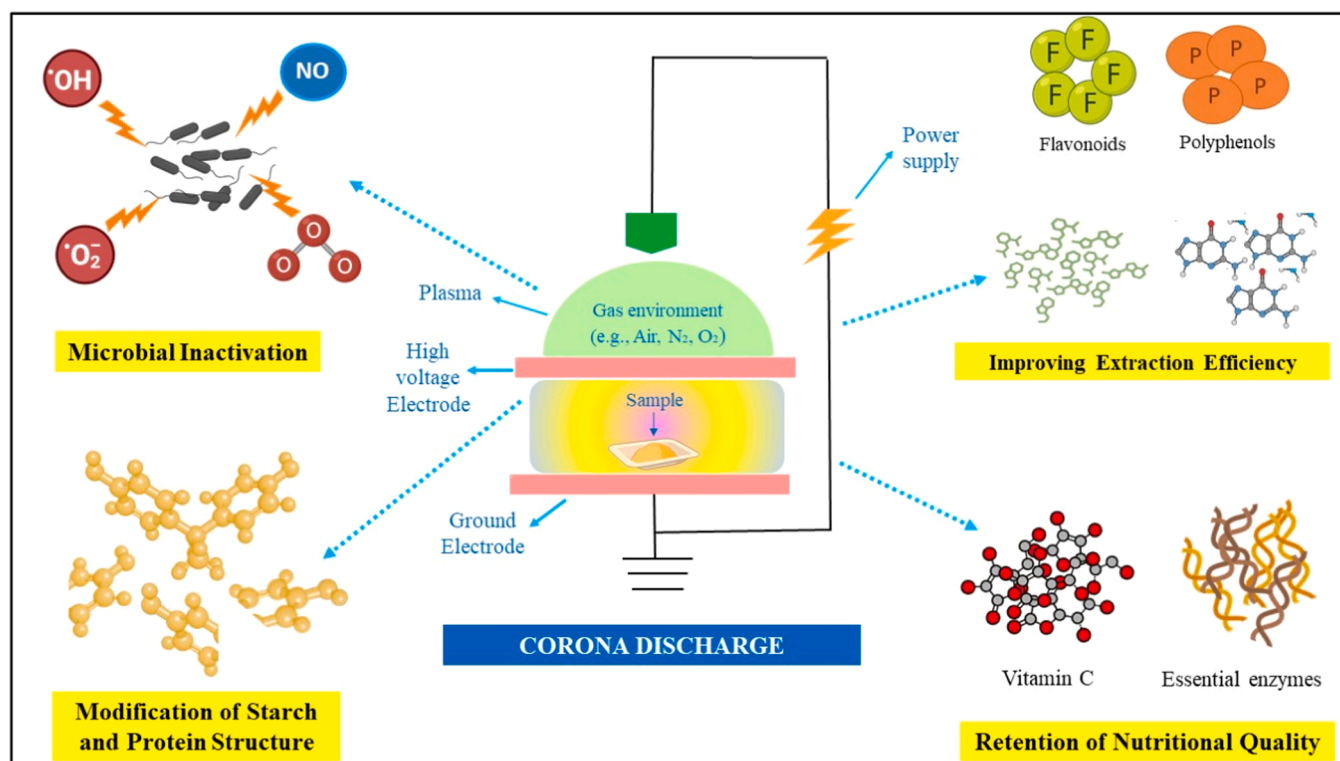 •OH
NO
•O₂⁻
O
O
O
Microbial Inactivation
Modification of Starch
and Protein Structure
Plasma
High
voltage
Electrode
Ground
Electrode
Gas environment
(e.g., Air, N₂, O₂)
Sample
CORONA DISCHARGE
Power
supply
F
F
F
F
F
Flavonoids
P
P
P
P
Polyphenols
Improving Extraction Efficiency
Vitamin C
Essential enzymes
Retention of Nutritional Quality